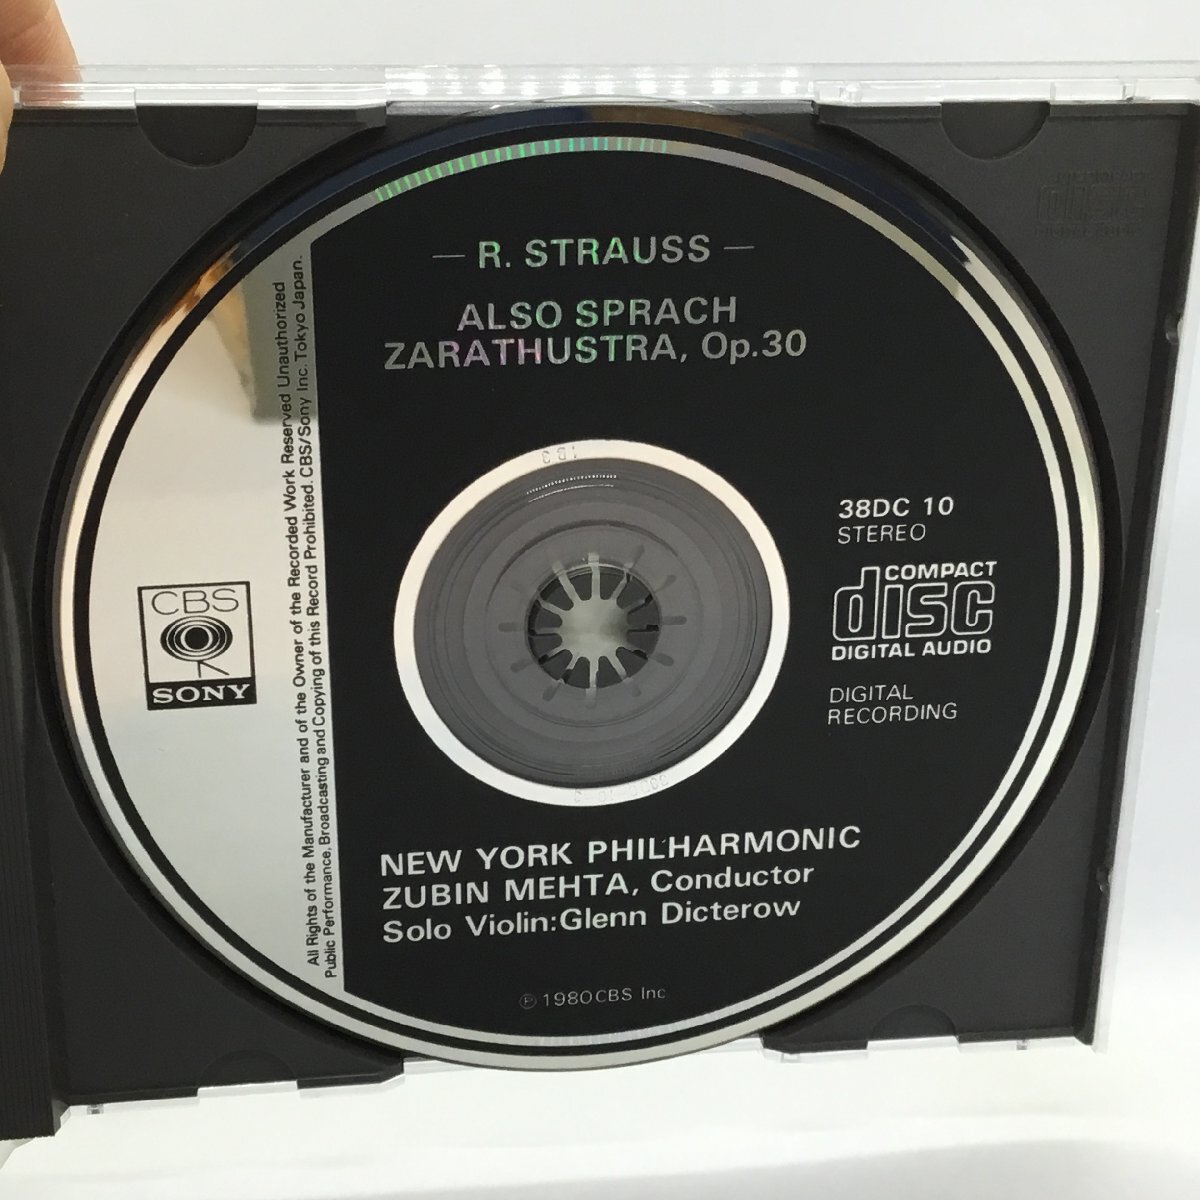 — R. STRAUSS —
ALSO SPRACH
ZARATHUSTRA, Op.30
38DC 10
STEREO
COMPACT
disc
DIGITAL AUDIO
DIGITAL
RECORDING
CBS
SONY
All Rights of the Manufacturer and of the Owner of the Recorded Work Reserved Unauthorized
Public Performance, Broadcasting and Copying of this Record Prohibited. CBS/Sony Inc. Tokyo Japan.
NEW YORK PHILHARMONIC
ZUBIN MEHTA, Conductor
Solo Violin:Glenn Dicterow
℗ 1980CBS Inc